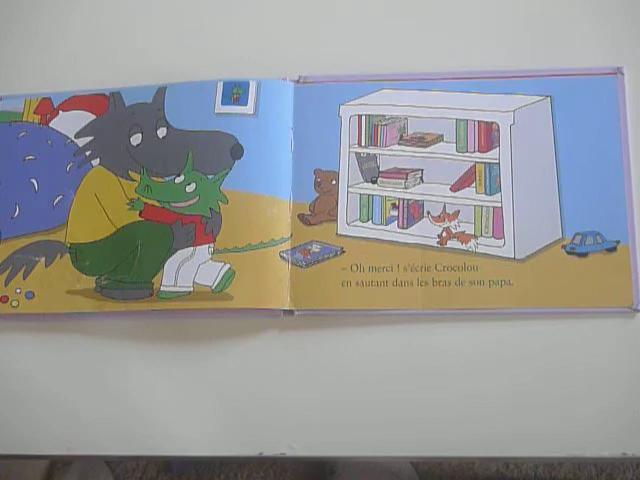 – Oh merci ! s'écrie Crocolou
en sautant dans les bras de son papa.